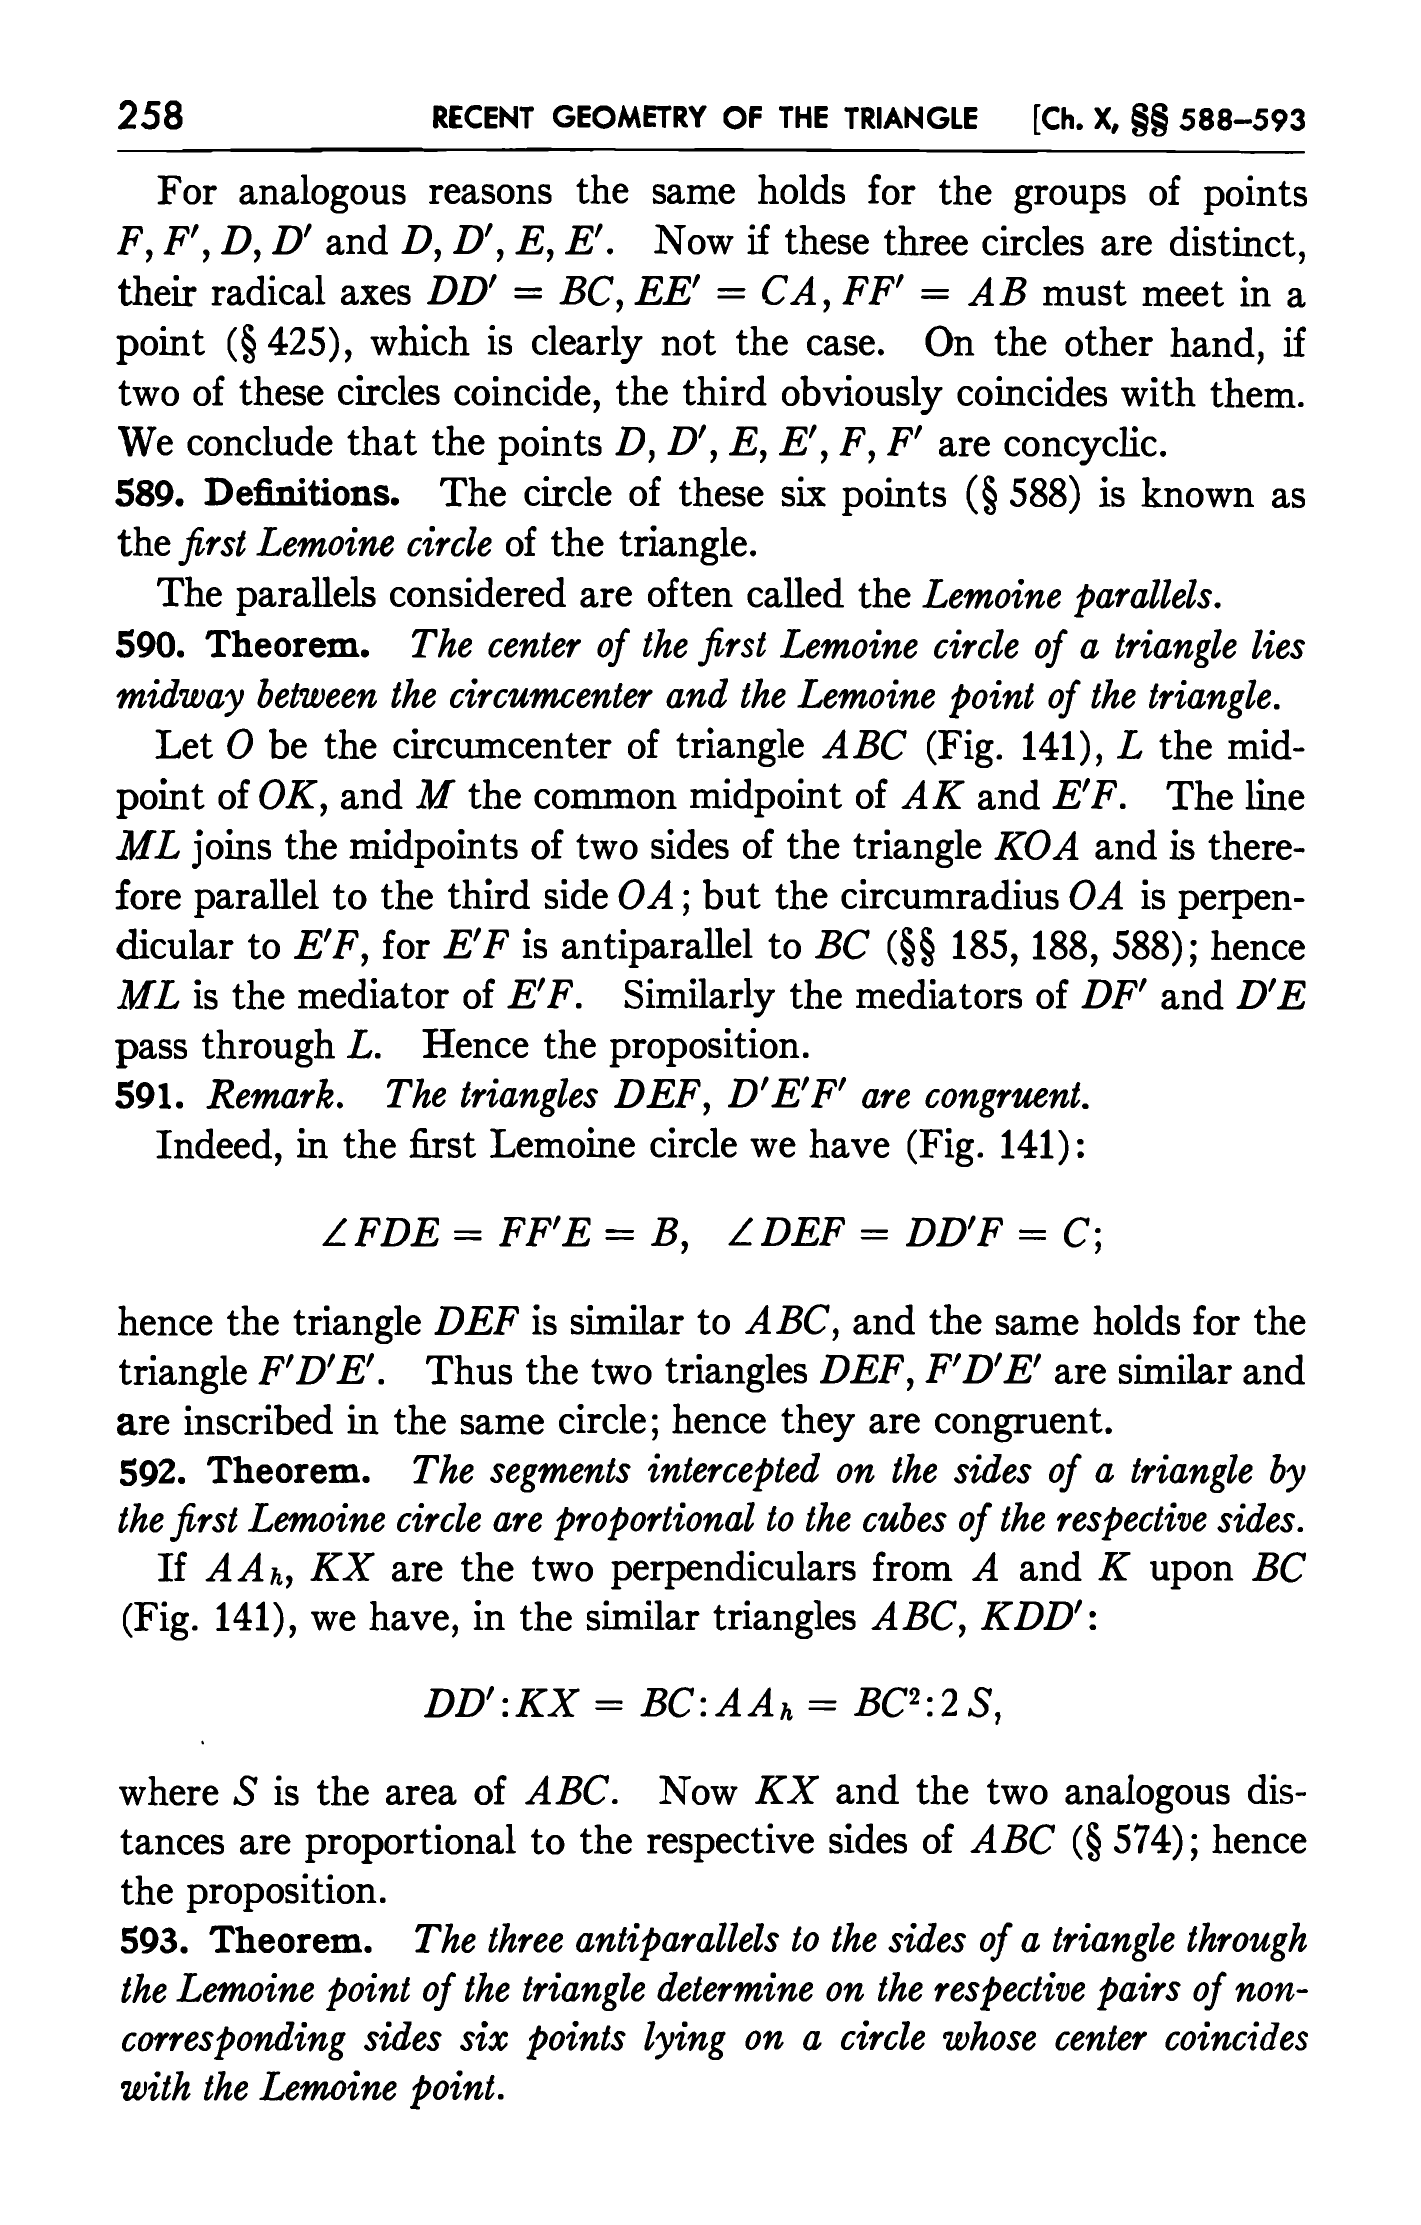 258 RECENT GEOMETRY OF THE TRIANGLE [Ch. X, §§ 588–593
For analogous reasons the same holds for the groups of points
F, F′, D, D′ and D, D′, E, E′. Now if these three circles are distinct,
their radical axes DD′ = BC, EE′ = CA, FF′ = AB must meet in a
point (§ 425), which is clearly not the case. On the other hand, if
two of these circles coincide, the third obviously coincides with them.
We conclude that the points D, D′, E, E′, F, F′ are concyclic.
589. Definitions. The circle of these six points (§ 588) is known as
the first Lemoine circle of the triangle.
The parallels considered are often called the Lemoine parallels.
590. Theorem. The center of the first Lemoine circle of a triangle lies
midway between the circumcenter and the Lemoine point of the triangle.
Let O be the circumcenter of triangle ABC (Fig. 141), L the mid-
point of OK, and M the common midpoint of AK and E′F. The line
ML joins the midpoints of two sides of the triangle KOA and is there-
fore parallel to the third side OA; but the circumradius OA is perpen-
dicular to E′F, for E′F is antiparallel to BC (§§ 185, 188, 588); hence
ML is the mediator of E′F. Similarly the mediators of DF′ and D′E
pass through L. Hence the proposition.
591. Remark. The triangles DEF, D′E′F′ are congruent.
Indeed, in the first Lemoine circle we have (Fig. 141):
∠FDE = FF′E = B, ∠DEF = DD′F = C;
hence the triangle DEF is similar to ABC, and the same holds for the
triangle F′D′E′. Thus the two triangles DEF, F′D′E′ are similar and
are inscribed in the same circle; hence they are congruent.
592. Theorem. The segments intercepted on the sides of a triangle by
the first Lemoine circle are proportional to the cubes of the respective sides.
If AAₕ, KX are the two perpendiculars from A and K upon BC
(Fig. 141), we have, in the similar triangles ABC, KDD′:
DD′:KX = BC:AAₕ = BC²:2 S,
where S is the area of ABC. Now KX and the two analogous dis-
tances are proportional to the respective sides of ABC (§ 574); hence
the proposition.
593. Theorem. The three antiparallels to the sides of a triangle through
the Lemoine point of the triangle determine on the respective pairs of non-
corresponding sides six points lying on a circle whose center coincides
with the Lemoine point.